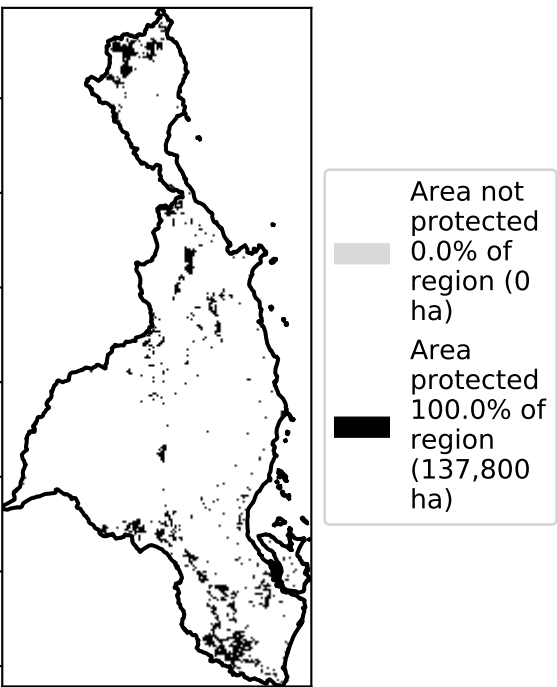 Area not
protected
0.0% of
region (0
ha)
Area
protected
100.0% of
region
(137,800
ha)